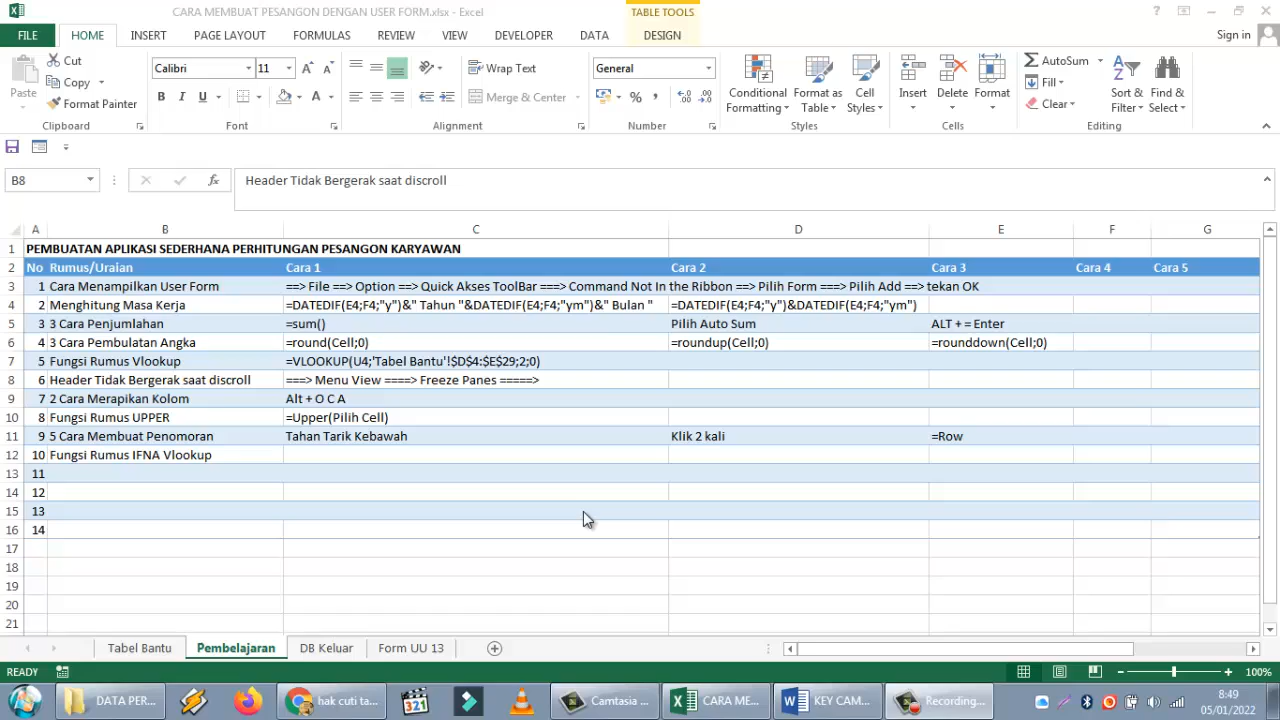 CARA MEMBUAT PESANGON DENGAN USER FORM.xlsx - Excel
TABLE TOOLS
FILE HOME INSERT PAGE LAYOUT FORMULAS REVIEW VIEW DEVELOPER DATA DESIGN Sign in
Paste
Cut
Copy
Format Painter
Clipboard
Calibri 11
B I U
Font
Wrap Text
Merge & Center
Alignment
General
Number
Conditional Formatting
Format as Table
Cell Styles
Styles
Insert Delete Format
Cells
AutoSum
Fill
Clear
Sort & Filter
Find & Select
Editing
B8 fx Header Tidak Bergerak saat discroll
A B C D E F G
1 PEMBUATAN APLIKASI SEDERHANA PERHITUNGAN PESANGON KARYAWAN
2 No Rumus/Uraian Cara 1 Cara 2 Cara 3 Cara 4 Cara 5
3 1 Cara Menampilkan User Form ==> File ==> Option ==> Quick Akses ToolBar ===> Command Not In the Ribbon ==> Pilih Form ==> Pilih Add ==> tekan OK
4 2 Menghitung Masa Kerja =DATEDIF(E4;F4;"y")&" Tahun "&DATEDIF(E4;F4;"ym")&" Bulan " =DATEDIF(E4;F4;"y")&DATEDIF(E4;F4;"ym")
5 3 3 Cara Penjumlahan =sum() Pilih Auto Sum ALT + = Enter
6 4 3 Cara Pembulatan Angka =round(Cell;0) =roundup(Cell;0) =rounddown(Cell;0)
7 5 Fungsi Rumus Vlookup =VLOOKUP(U4;'Tabel Bantu'!$D$4:$E$29;2;0)
8 6 Header Tidak Bergerak saat discroll ===> Menu View ====> Freeze Panes =====>
9 7 2 Cara Merapikan Kolom Alt + O C A
10 8 Fungsi Rumus UPPER =Upper(Pilih Cell)
11 9 5 Cara Membuat Penomoran Tahan Tarik Kebawah Klik 2 kali =Row
12 10 Fungsi Rumus IFNA Vlookup
13 11
14 12
15 13
16 14
17
18
19
20
21
Tabel Bantu Pembelajaran DB Keluar Form UU 13
READY 100%
DATA PER... hak cuti ta... 321 Camtasia ... CARA ME... KEY CAM... Recording...
8:49
05/01/2022